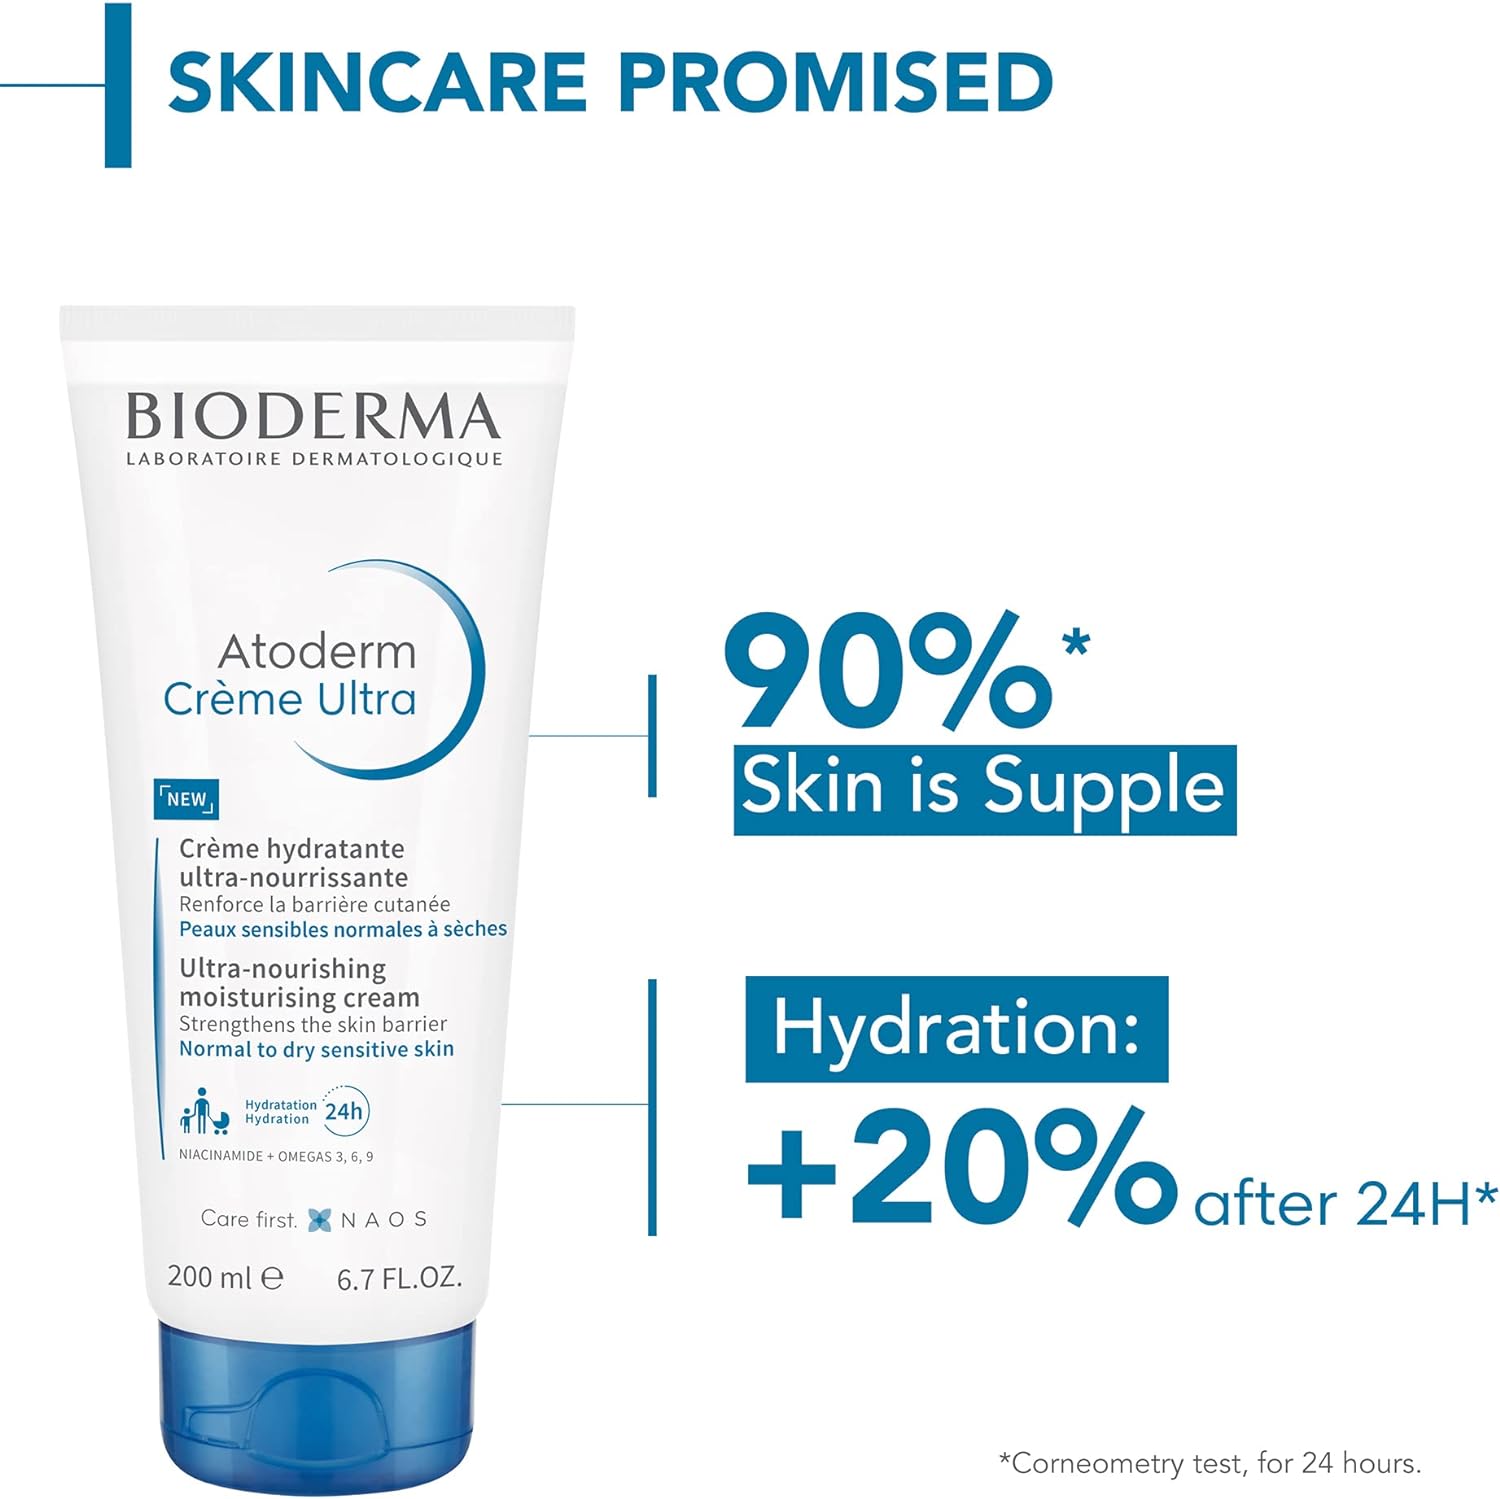 SKINCARE PROMISED
BIODERMA
LABORATOIRE DERMATOLOGIQUE
Atoderm
Crème Ultra
NEW
Crème hydratante
ultra-nourrissante
Renforce la barrière cutanée
Peaux sensibles normales à sèches
Ultra-nourishing
moisturising cream
Strengthens the skin barrier
Normal to dry sensitive skin
Hydratation
Hydration
24h
NIACINAMIDE + OMEGAS 3, 6, 9
Care first. NAOS
200 ml ℮ 6.7 FL.OZ.
90%*
Skin is Supple
Hydration:
+20% after 24H*
*Corneometry test, for 24 hours.